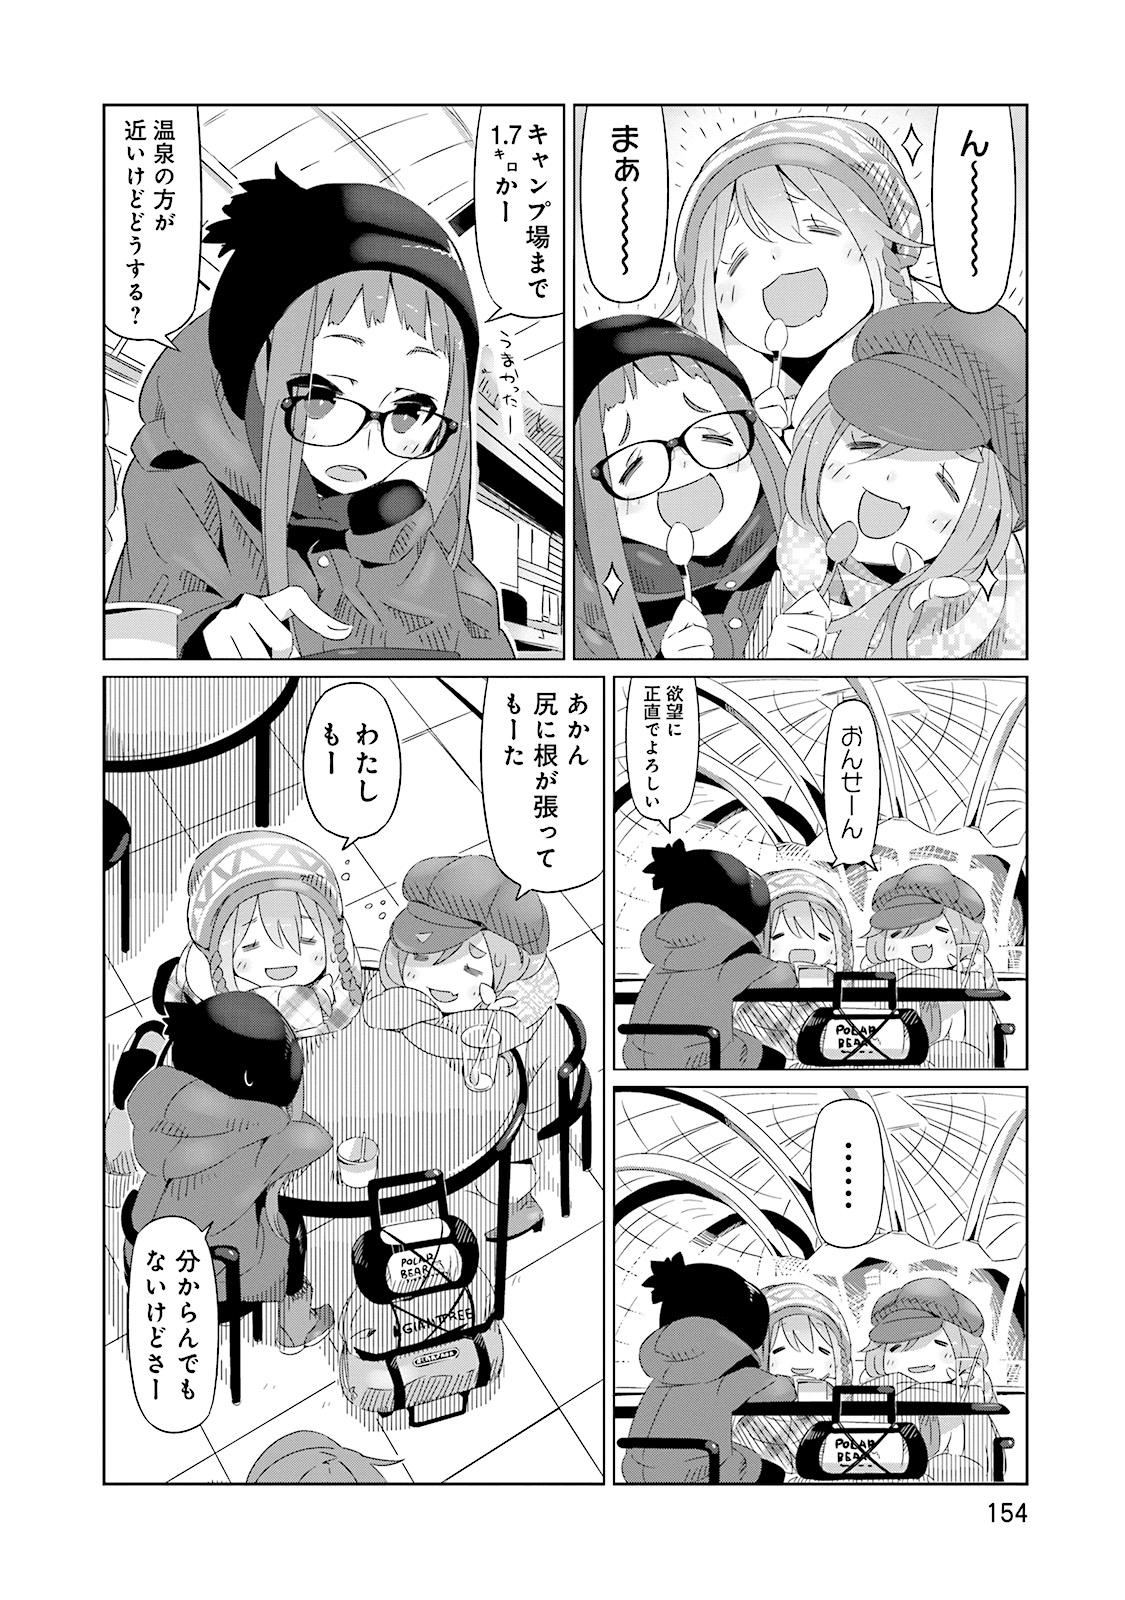 ん〜〜〜〜
まぁ〜〜〜〜
キャンプ場まで
1.7キロかー
うまかったー
温泉の方が
近いけどどうする?
おんせーん
欲望に
正直でよろしい
・・・・・・
POLAR
BEAR
POLAR
BEAR
あかん
尻に根が張って
もーた
わたし
もー
分からんでも
ないけどさー
POLAR
BEAR
GIANTREE
154